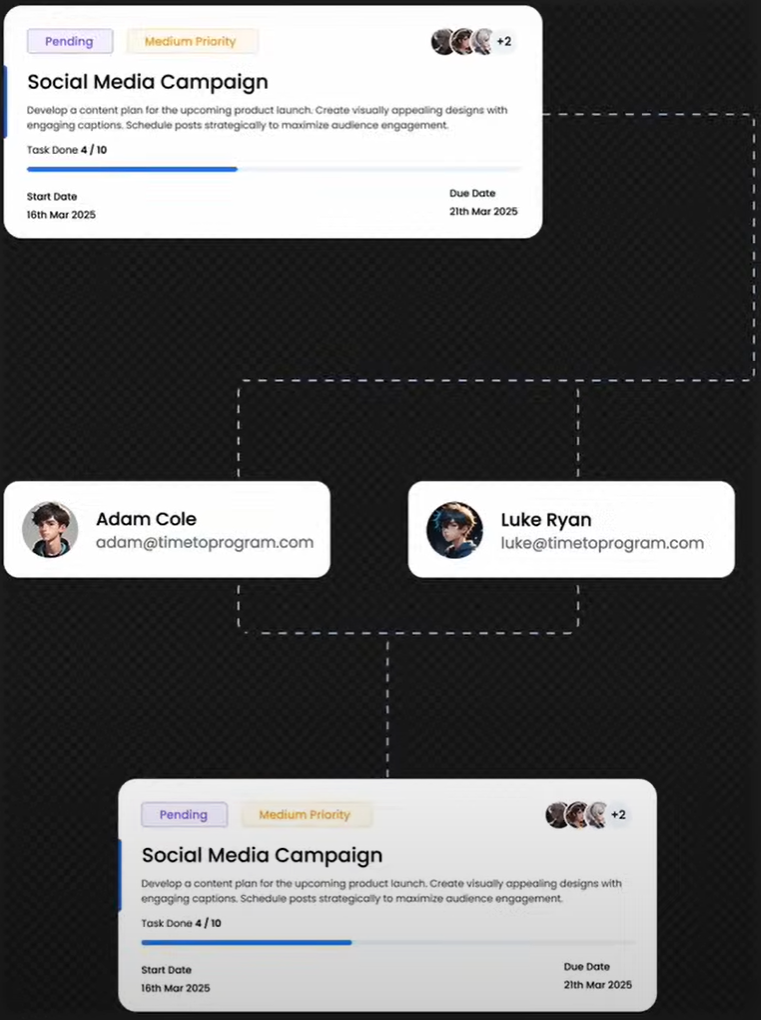 Pending
Medium Priority
+2
Social Media Campaign
Develop a content plan for the upcoming product launch. Create visually appealing designs with
engaging captions. Schedule posts strategically to maximize audience engagement.
Task Done 4 / 10
Start Date
Due Date
16th Mar 2025
21th Mar 2025
Adam Cole
adam@timetoprogram.com
Luke Ryan
luke@timetoprogram.com
Pending
Medium Priority
+2
Social Media Campaign
Develop a content plan for the upcoming product launch. Create visually appealing designs with
engaging captions. Schedule posts strategically to maximize audience engagement.
Task Done 4 / 10
Start Date
Due Date
16th Mar 2025
21th Mar 2025